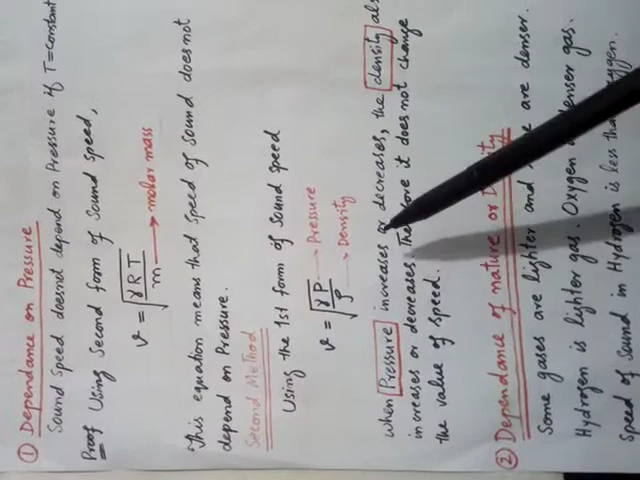 ① Dependance on Pressure
Sound speed doesnot depend on Pressure if T=Constant
Proof Using Second form of Sound Speed,
v = √(γRT/m) → molar mass
This equation means that Speed of sound does not
depend on Pressure.
Second Method
Using the 1st form of Sound Speed
v = √(γP/ρ) → Pressure → Density
when Pressure increases or decreases, the density
increases or decreases. Therefore it does not change
the value of speed.
② Dependance of nature or Density
Some gases are lighter and are denser.
Hydrogen is lighter gas. Oxygen denser gas.
Speed of Sound in Hydrogen is less than